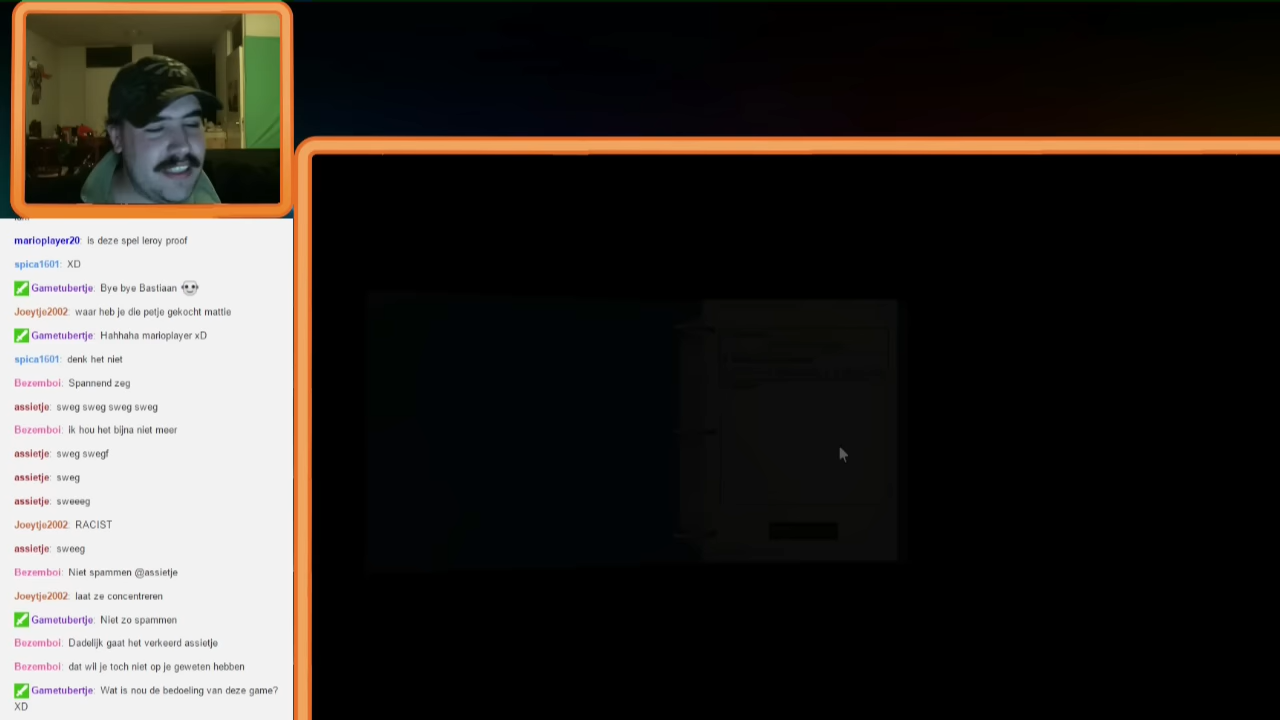 marioplayer20: is deze spel leroy proof
spica1601: XD
Gametubertje: Bye bye Bastiaan
Joeytje2002: waar heb je die petje gekocht mattie
Gametubertje: Hahhaha marioplayer xD
spica1601: denk het niet
Bezemboi: Spannend zeg
assietje: sweg sweg sweg sweg
Bezemboi: ik hou het bijna niet meer
assietje: sweg swegf
assietje: sweg
assietje: sweeeg
Joeytje2002: RACIST
assietje: sweeg
Bezemboi: Niet spammen @assietje
Joeytje2002: laat ze concentreren
Gametubertje: Niet zo spammen
Bezemboi: Dadelijk gaat het verkeerd assietje
Bezemboi: dat wil je toch niet op je geweten hebben
Gametubertje: Wat is nou de bedoeling van deze game?
XD